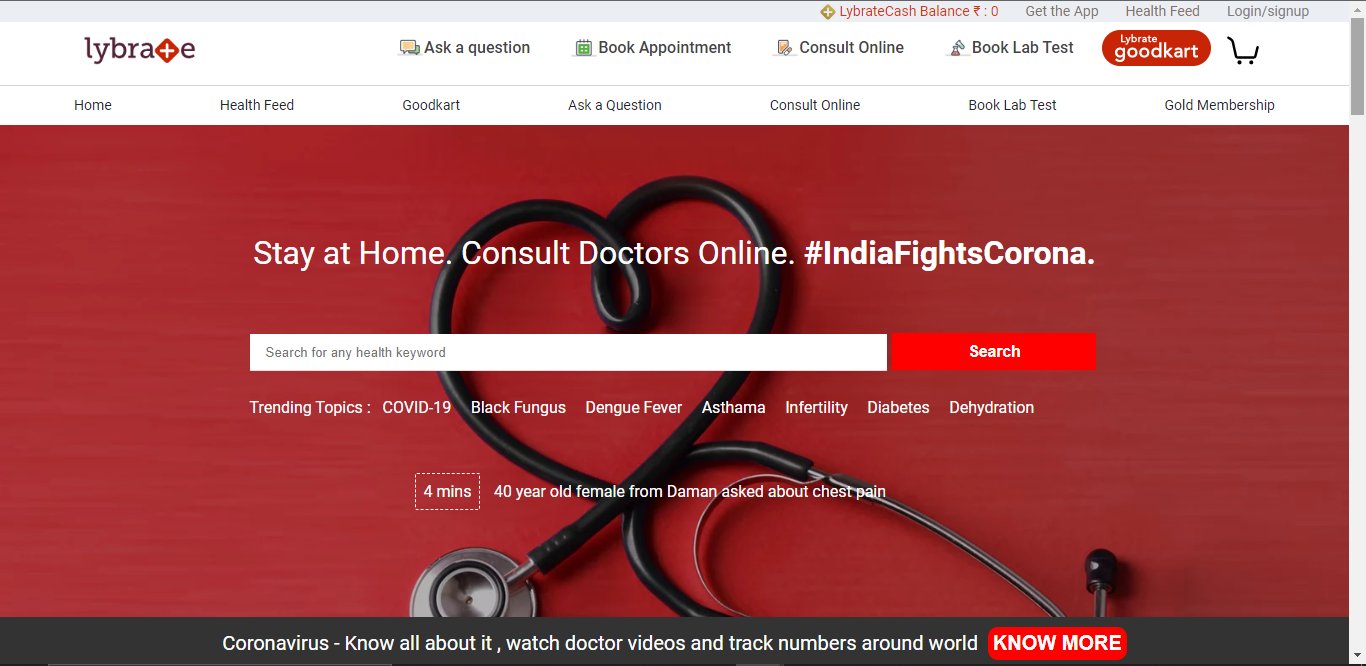 LybrateCash Balance ₹ : 0 Get the App Health Feed Login/signup
lybrate Ask a question Book Appointment Consult Online Book Lab Test Lybrate goodkart
Home Health Feed Goodkart Ask a Question Consult Online Book Lab Test Gold Membership
Stay at Home. Consult Doctors Online. #IndiaFightsCorona.
Search for any health keyword Search
Trending Topics : COVID-19 Black Fungus Dengue Fever Asthama Infertility Diabetes Dehydration
4 mins 40 year old female from Daman asked about chest pain
Coronavirus - Know all about it , watch doctor videos and track numbers around world KNOW MORE